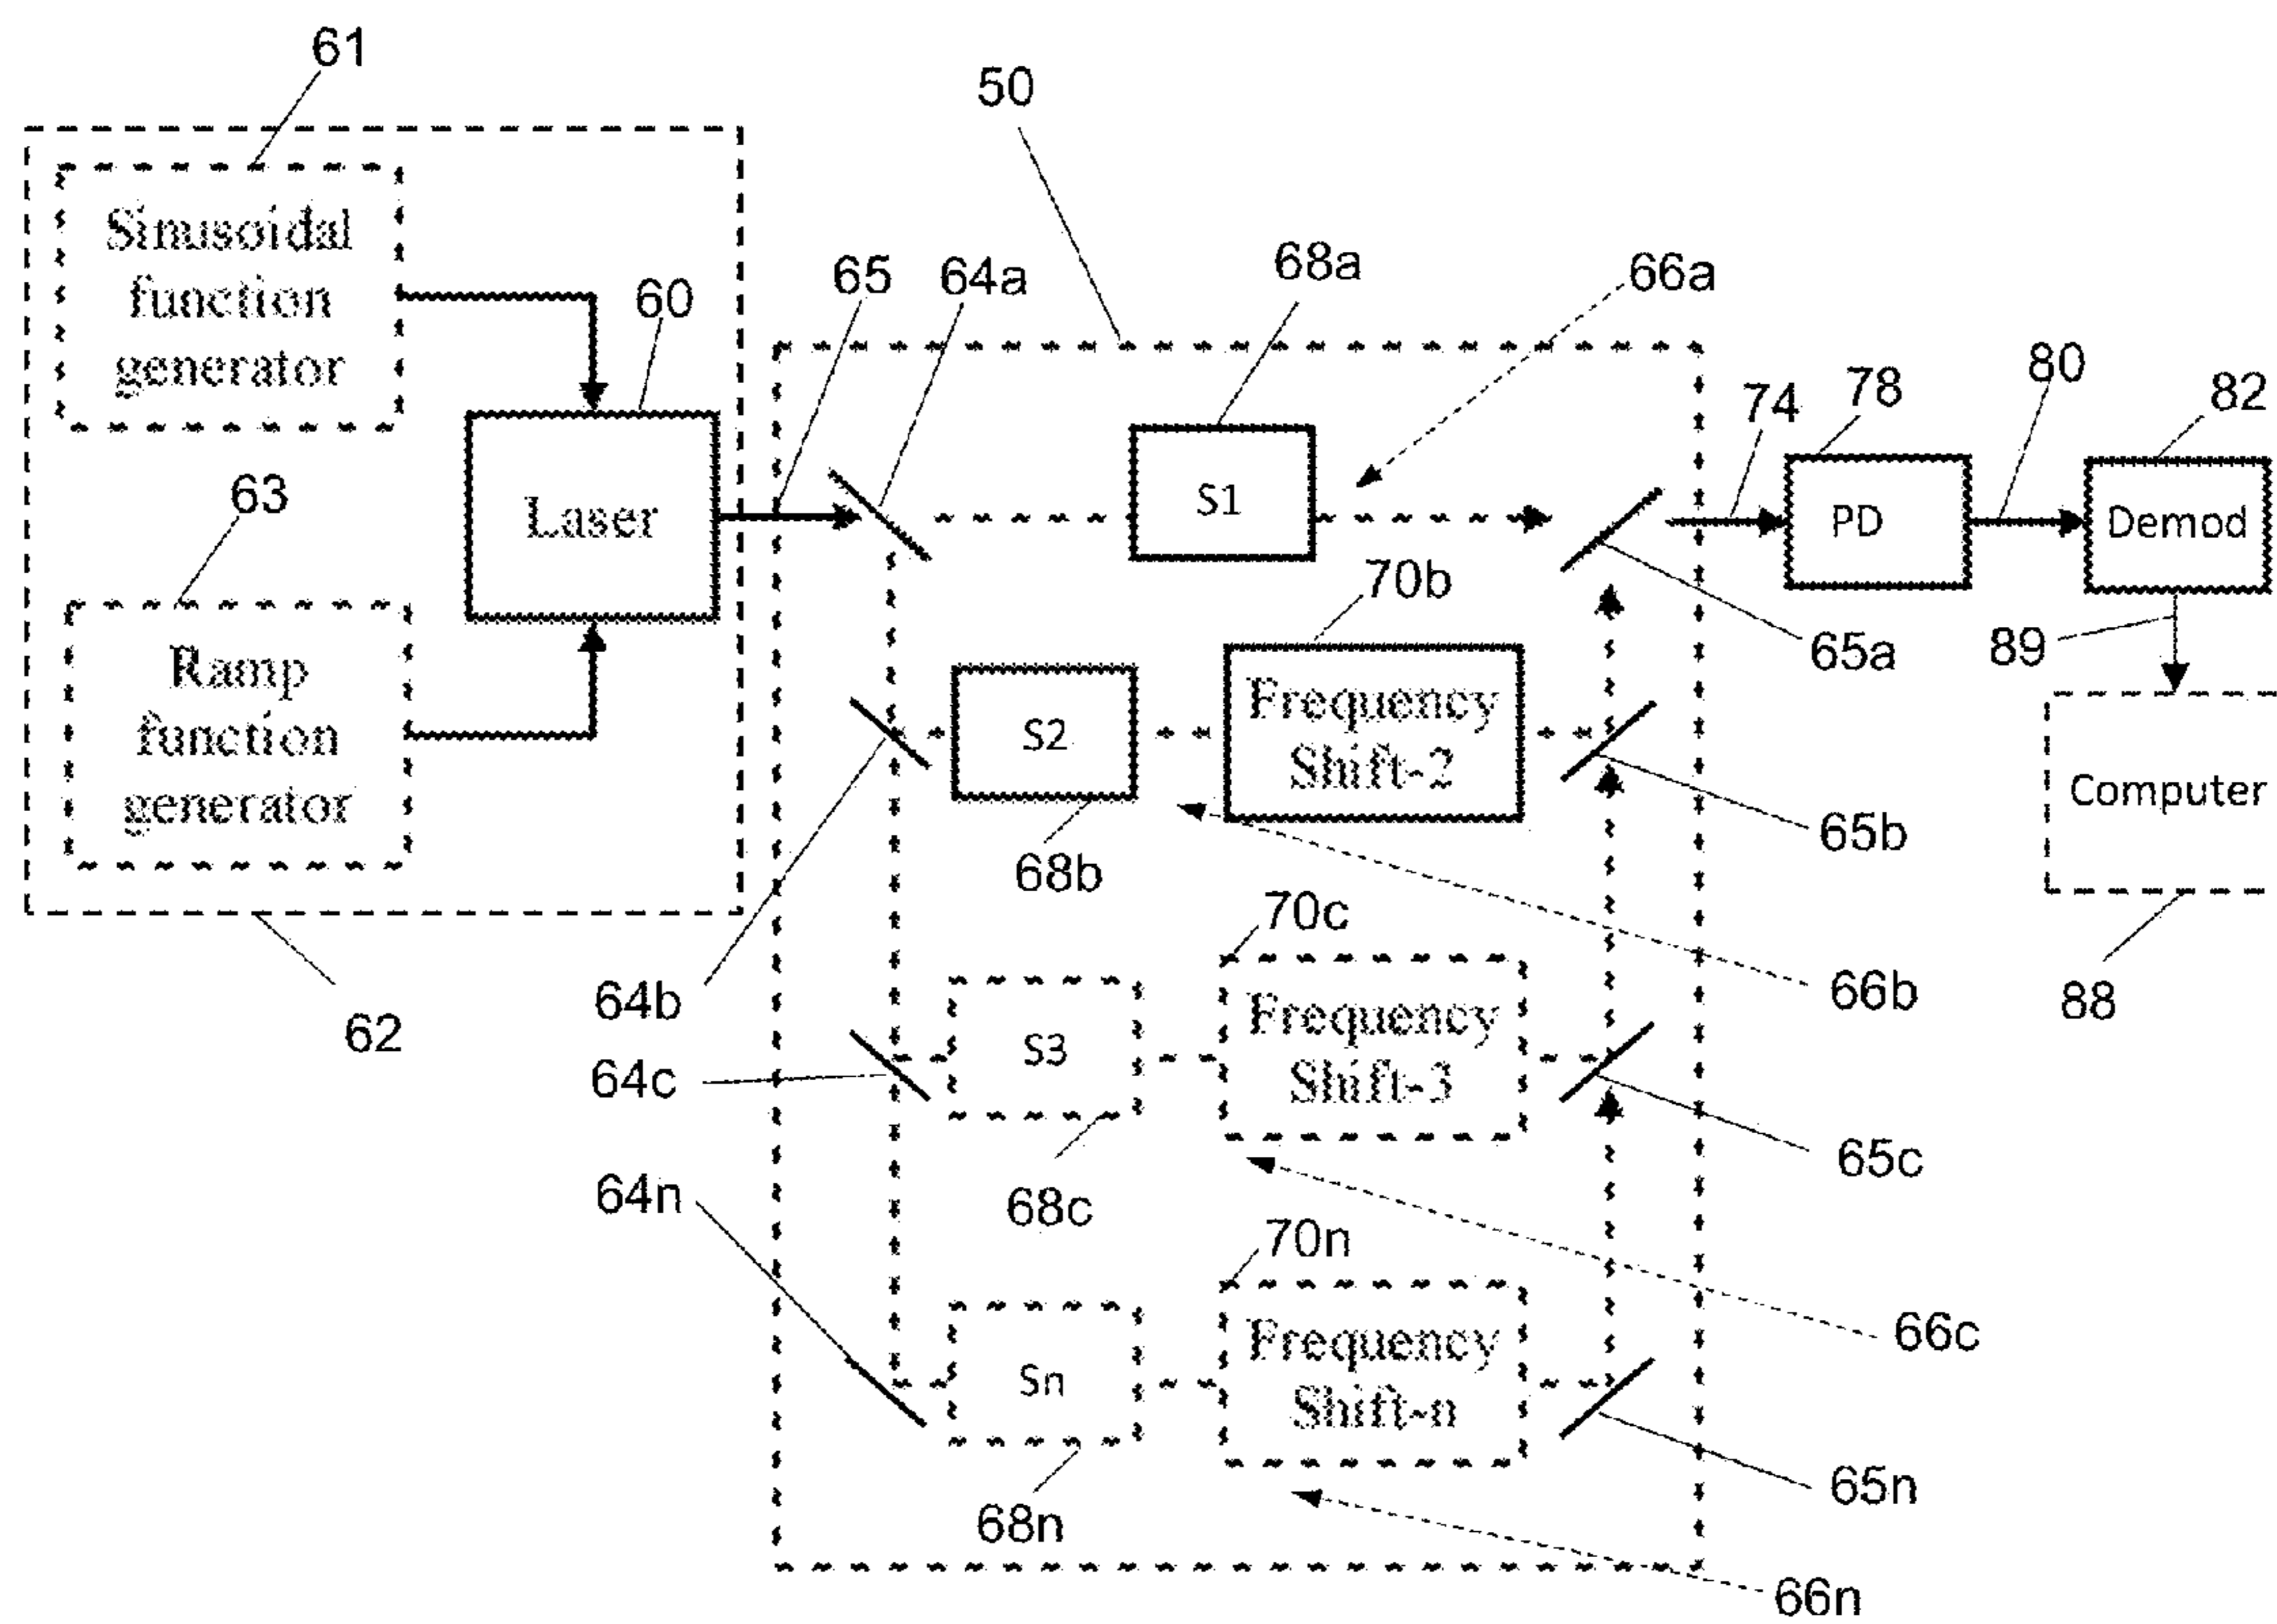 61
50
Sinusoidal
function
generator
60
65
64a
68a
66a
74
78
80
82
63
Laser
S1
PD
Demod
70b
89
65a
Ramp
function
generator
S2
Frequency
Shift-2
Computer
68b
65b
70c
64b
66b
88
62
S3
Frequency
Shift-3
64c
65c
64n
68c
70n
66c
Sn
Frequency
Shift-n
65n
68n
66n